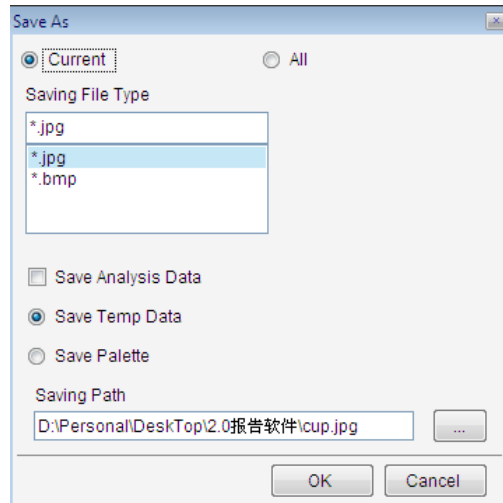 Save As
Current All
Saving File Type
*.jpg
*.jpg
*.bmp
Save Analysis Data
Save Temp Data
Save Palette
Saving Path
D:\Personal\DeskTop\2.0报告软件\cup.jpg ...
OK Cancel